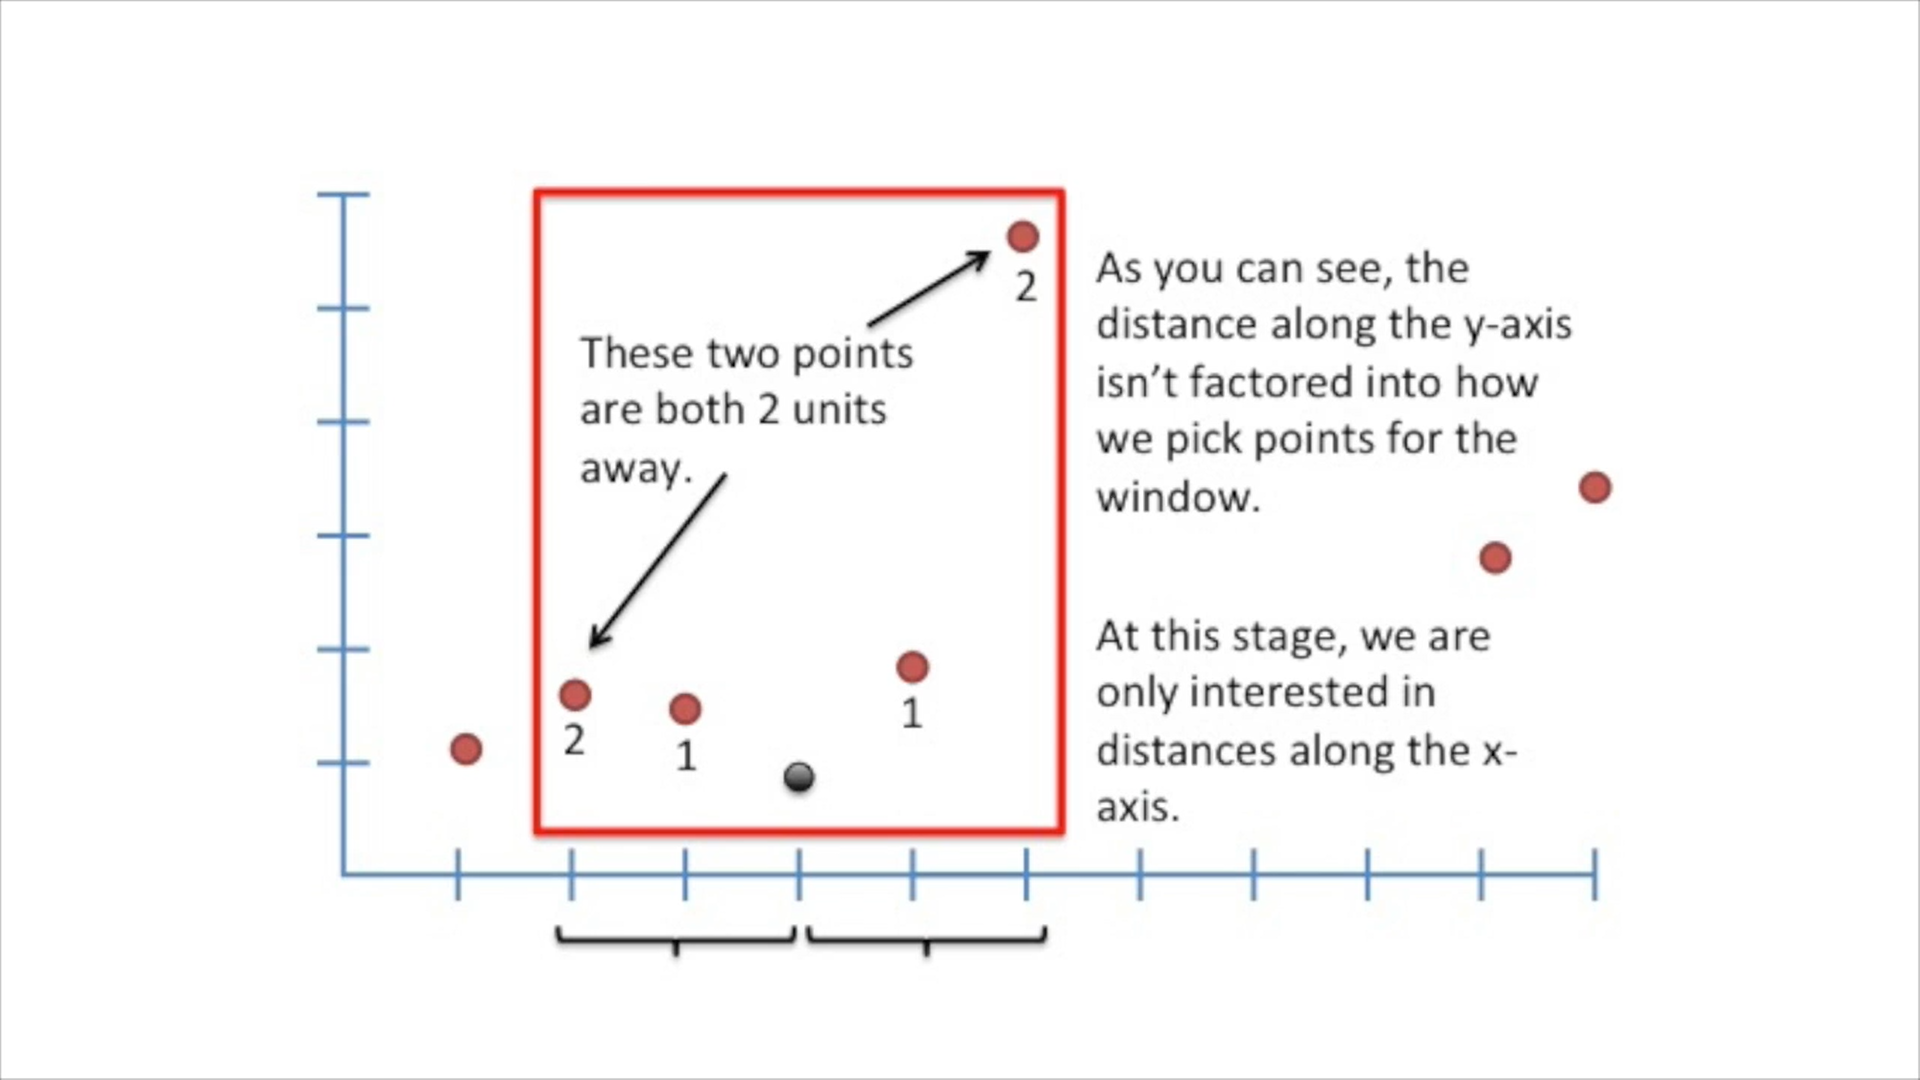 These two points
are both 2 units
away.
2
2
1
1
As you can see, the
distance along the y-axis
isn’t factored into how
we pick points for the
window.
At this stage, we are
only interested in
distances along the x-
axis.